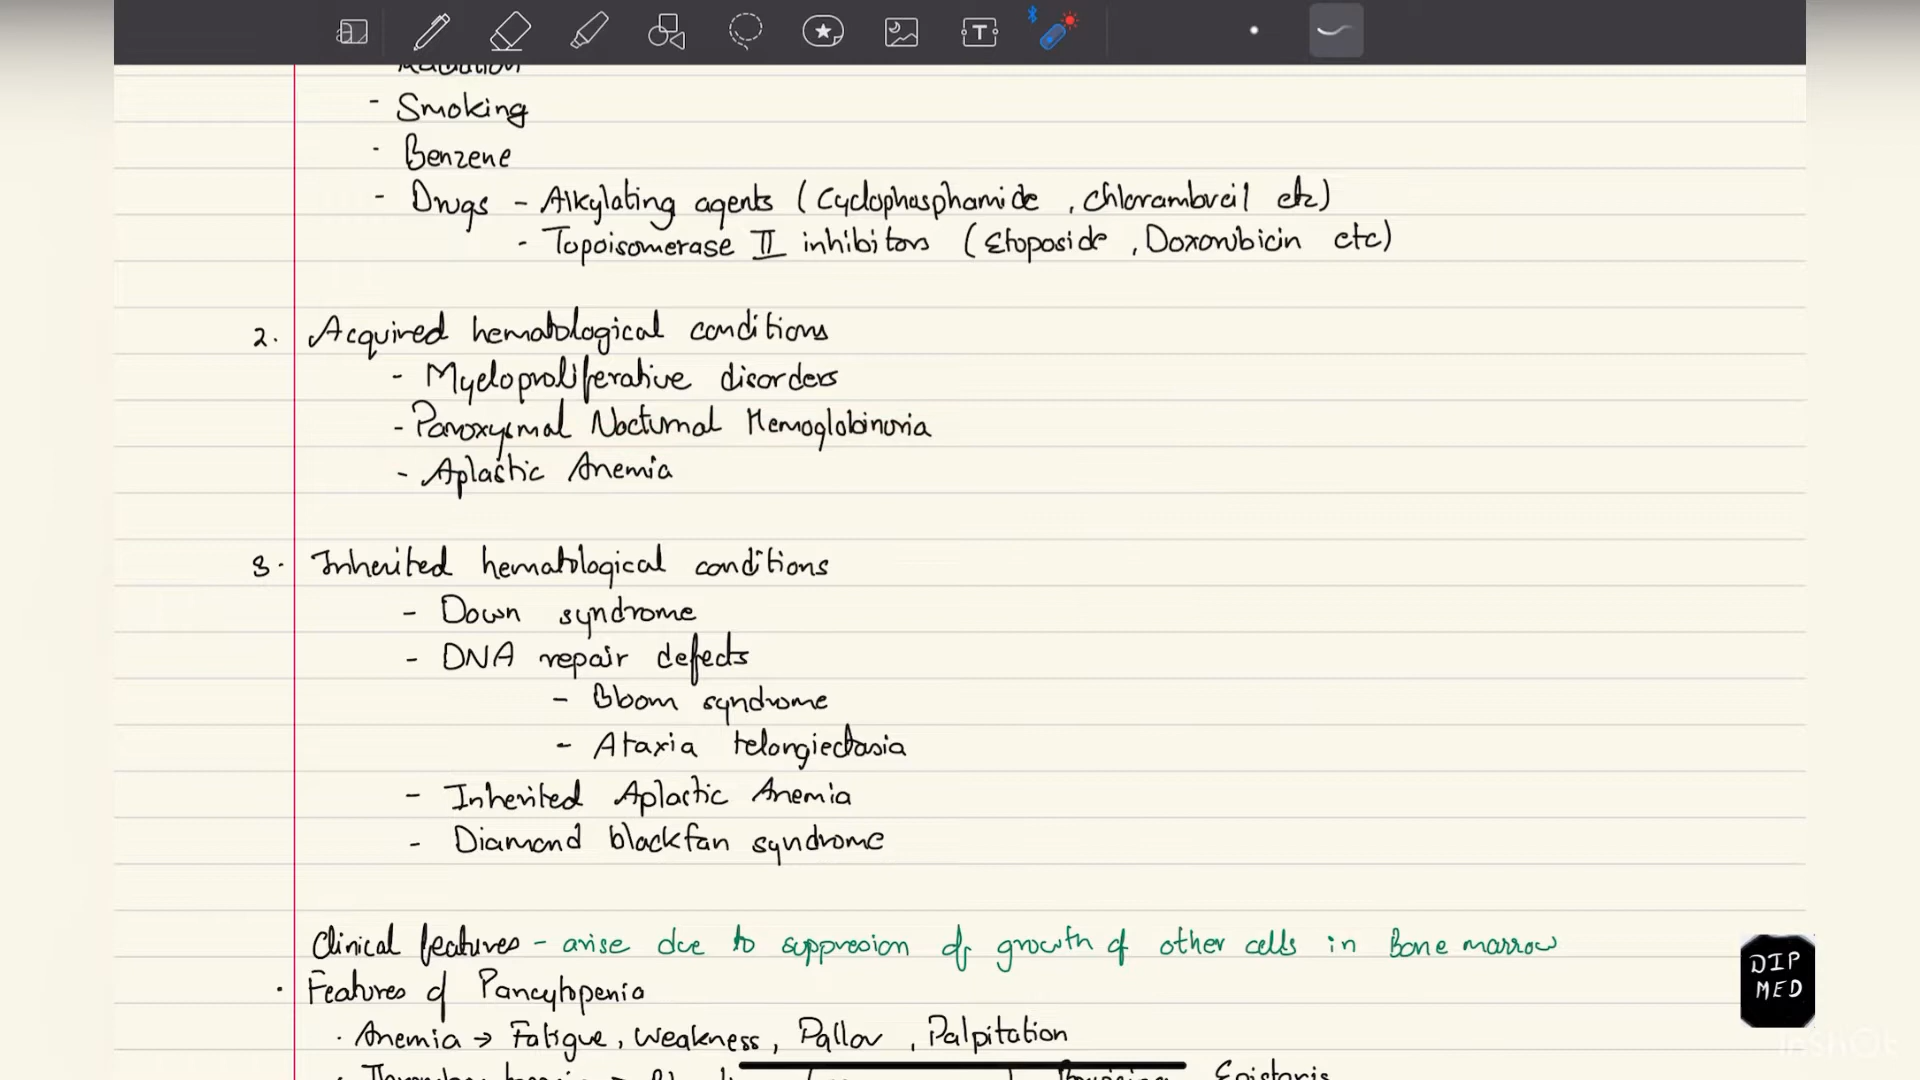 Radiation
- Smoking
- Benzene
- Drugs - Alkylating agents (Cyclophosphamide, Chlorambucil etc)
- Topoisomerase II inhibitors (Etoposide, Doxorubicin etc)
2. Acquired hematological conditions
- Myeloproliferative disorders
- Paroxysmal Nocturnal Hemoglobinuria
- Aplastic Anemia
3. Inherited hematological conditions
- Down syndrome
- DNA repair defects
- Bloom syndrome
- Ataxia telangiectasia
- Inherited Aplastic Anemia
- Diamond blackfan syndrome
Clinical features - arise due to suppresion of growth of other cells in Bone marrow
• Features of Pancytopenia
• Anemia → Fatigue, Weakness, Pallor, Palpitation
Epistaxis
DIP
MED